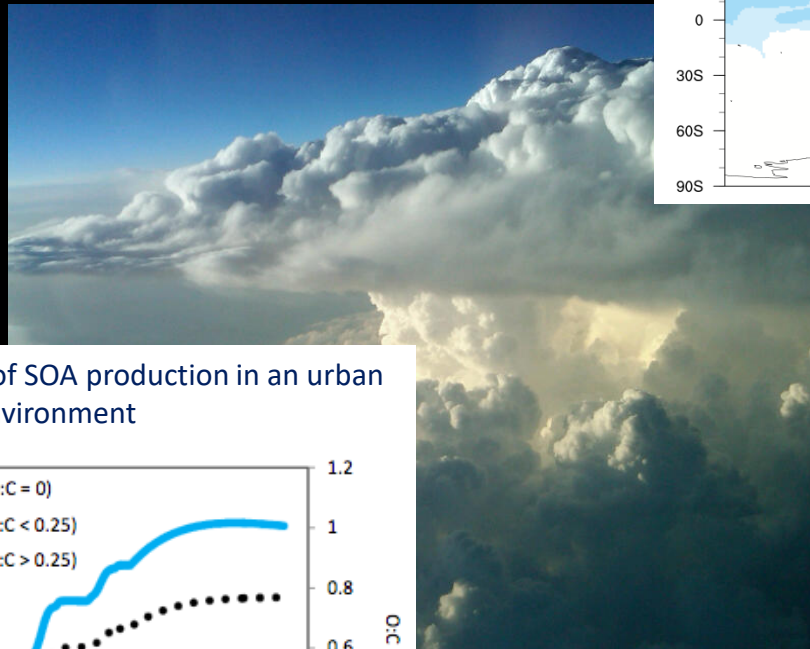 0
30S
60S
90S
of SOA production in an urban
vironment
:C = 0)
:C < 0.25)
:C > 0.25)
1.2
1
0.8
0.6
O:C